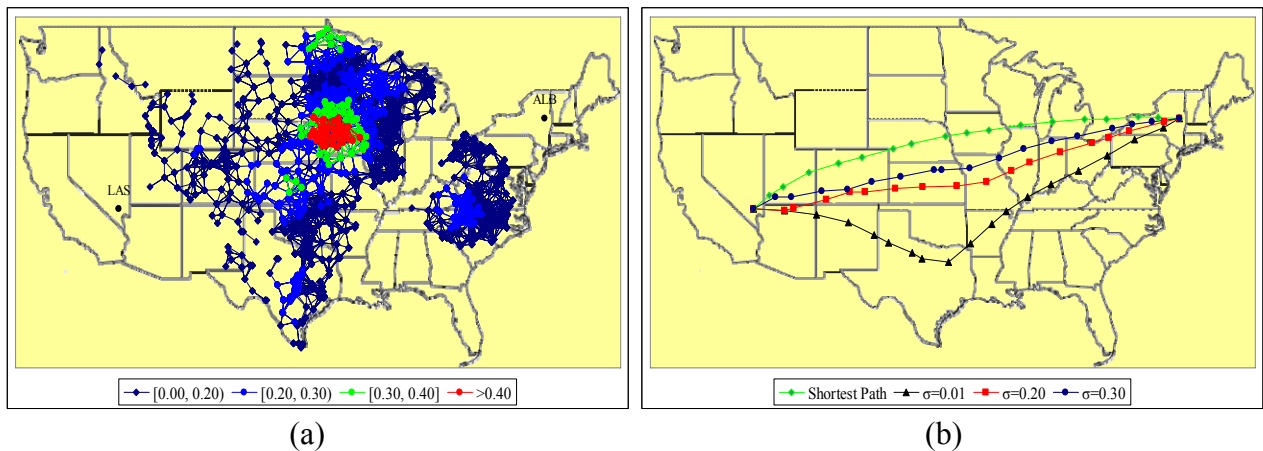 ALB
LAS
[0.00, 0.20) [0.20, 0.30) [0.30, 0.40] >0.40
Shortest Path σ=0.01 σ=0.20 σ=0.30
(a) (b)